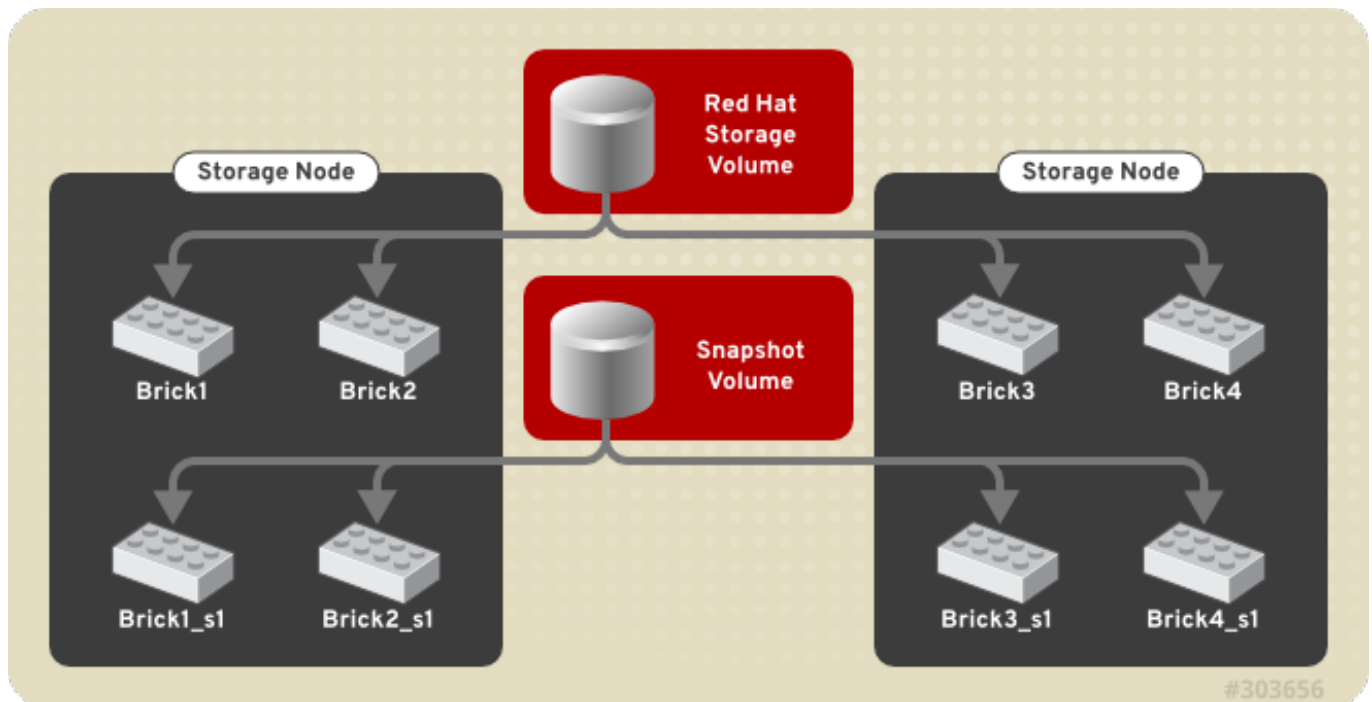 Red Hat
Storage
Volume
Storage Node
Storage Node
Brick1
Brick2
Brick3
Brick4
Snapshot
Volume
Brick1_s1
Brick2_s1
Brick3_s1
Brick4_s1
#303656